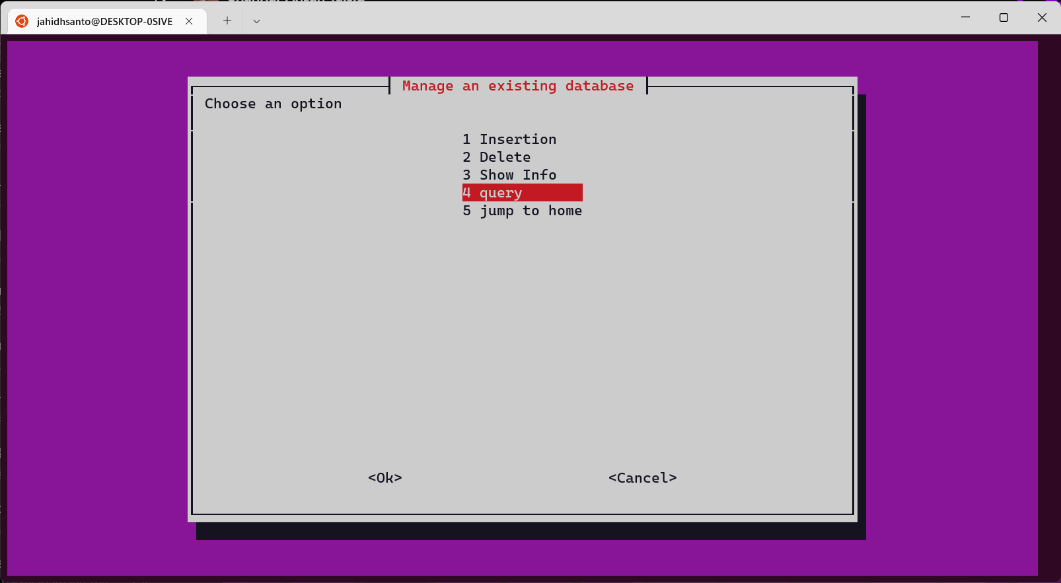 jahidhsanto@DESKTOP-0SIVE
Manage an existing database
Choose an option
1 Insertion
2 Delete
3 Show Info
4 query
5 jump to home
<Ok> <Cancel>